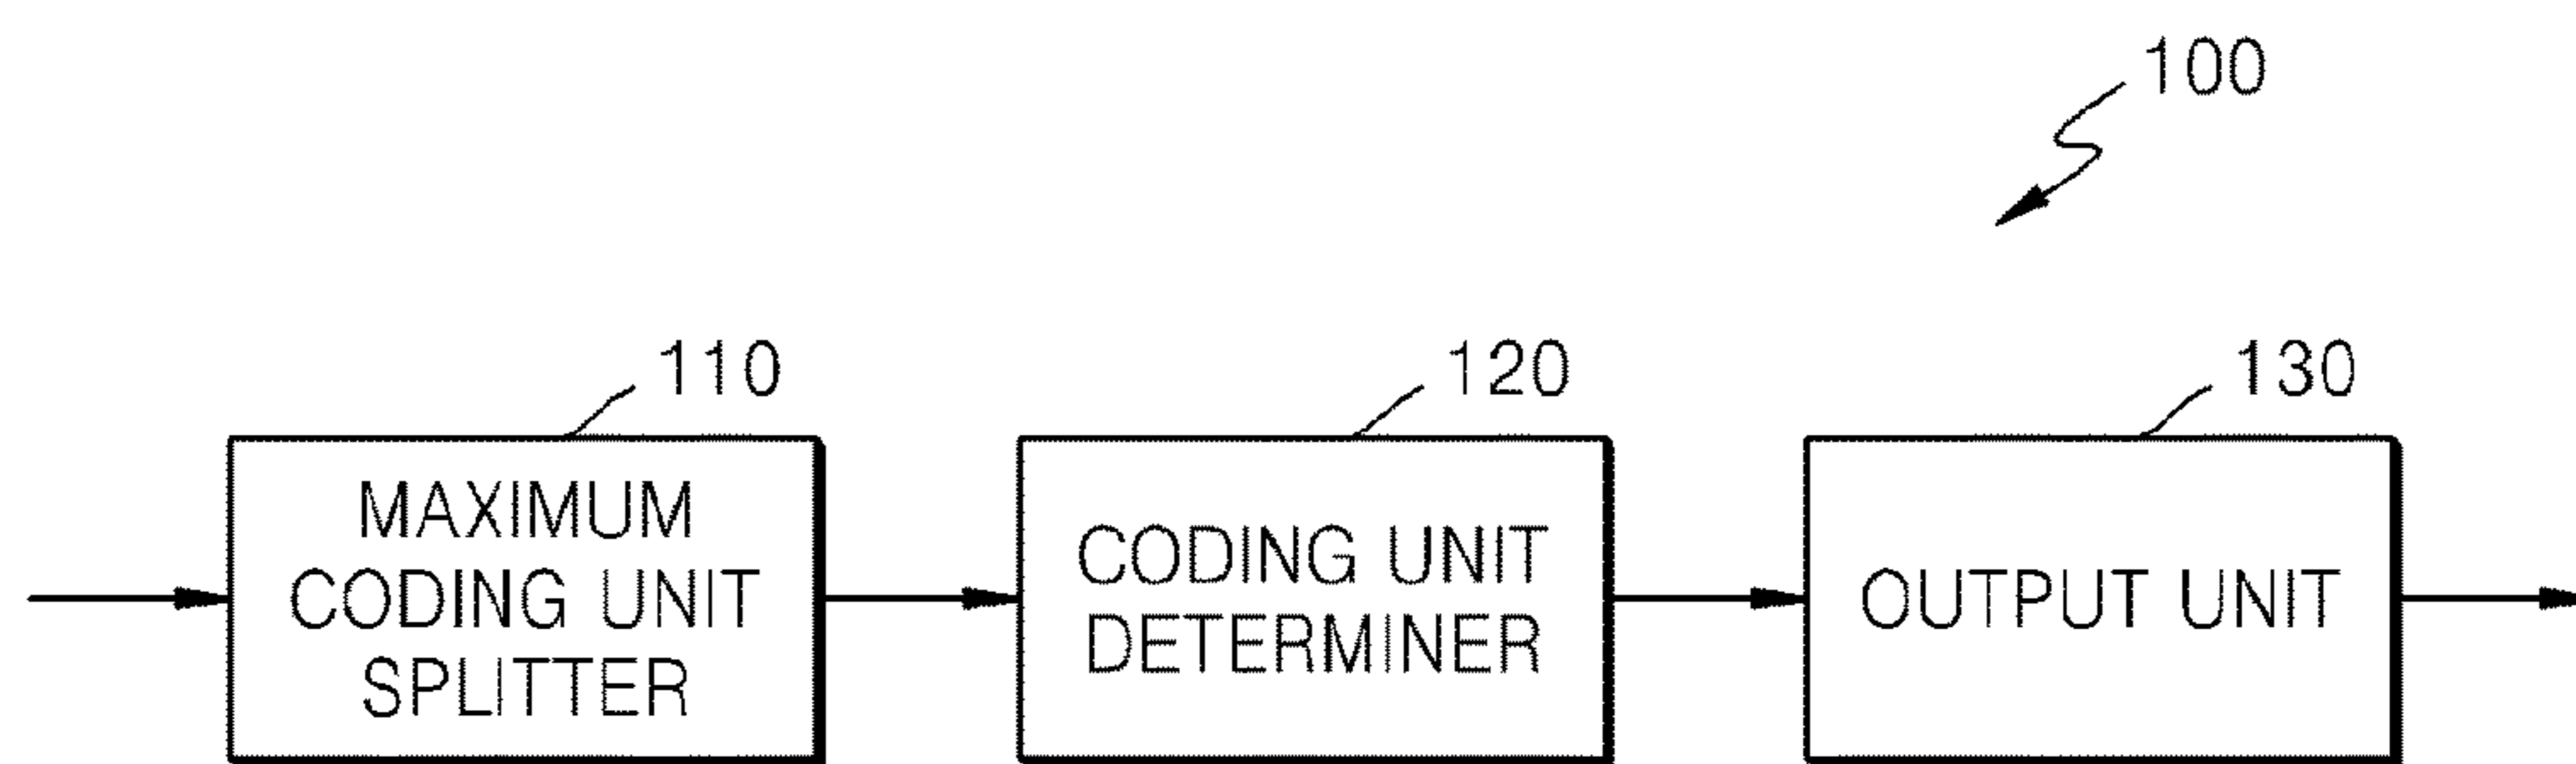 100
110
120
130
MAXIMUM
CODING UNIT
SPLITTER
CODING UNIT
DETERMINER
OUTPUT UNIT